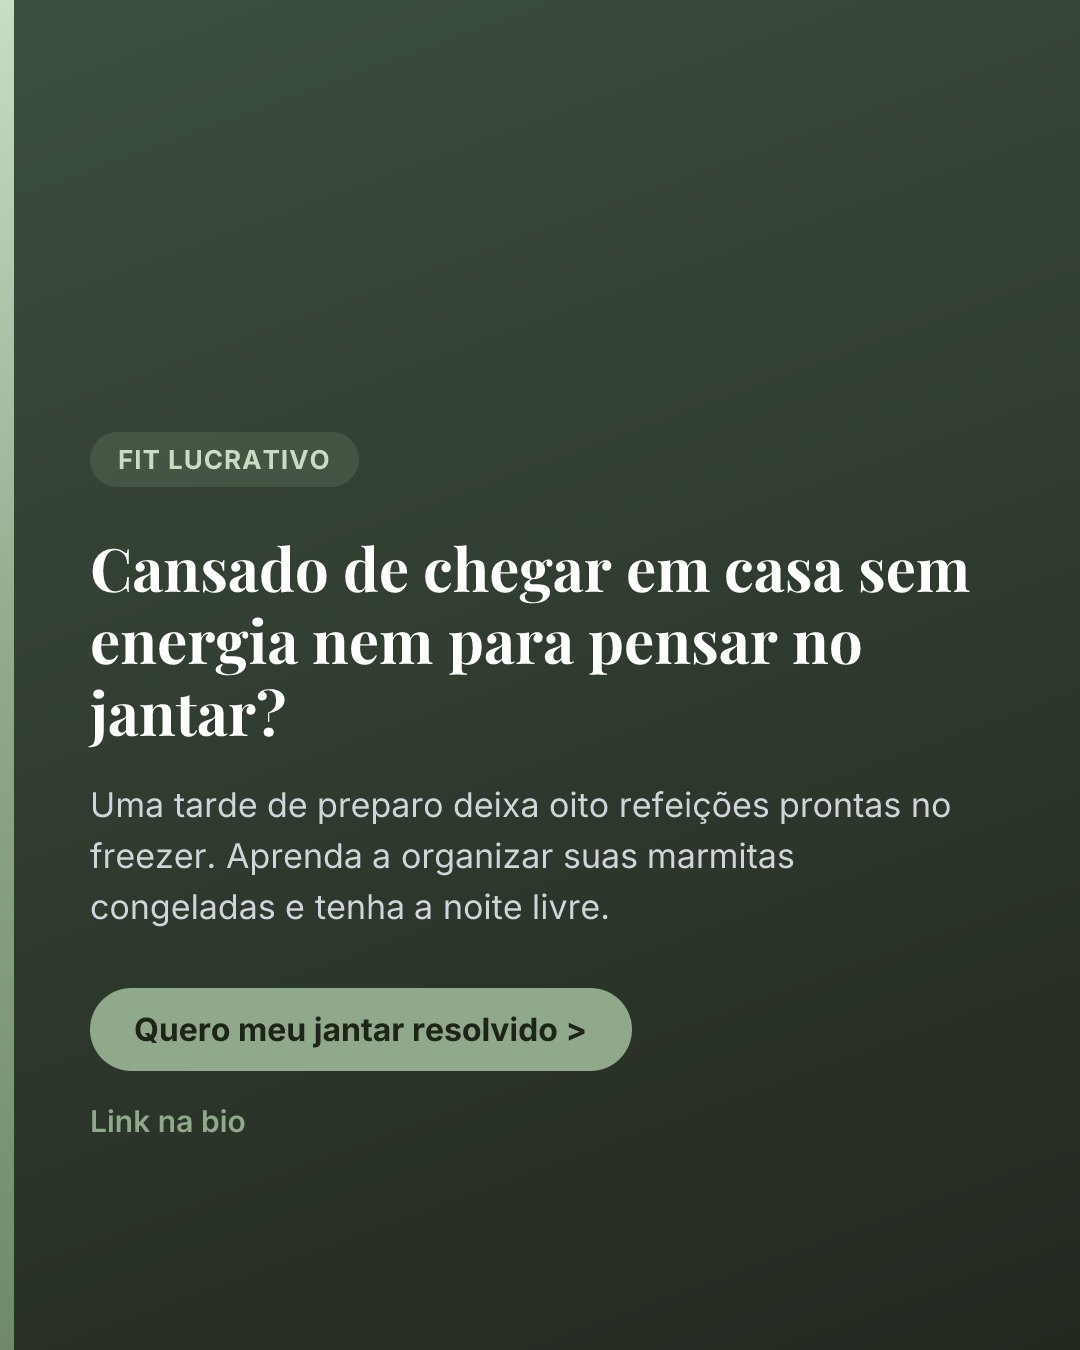 FIT LUCRATIVO
Cansado de chegar em casa sem
energia nem para pensar no
jantar?
Uma tarde de preparo deixa oito refeições prontas no
freezer. Aprenda a organizar suas marmitas
congeladas e tenha a noite livre.
Quero meu jantar resolvido >
Link na bio